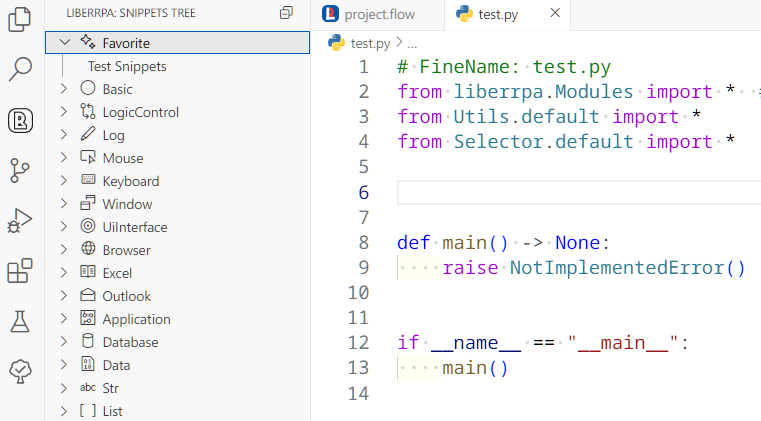 LIBERRPA: SNIPPETS TREE
Favorite
Test Snippets
Basic
LogicControl
Log
Mouse
Keyboard
Window
UiInterface
Browser
Excel
Outlook
Application
Database
Data
abc Str
[ ] List
project.flow
test.py
test.py > ...
1 # FineName: test.py
2 from liberrpa.Modules import *
3 from Utils.default import *
4 from Selector.default import *
5
6
7
8 def main() -> None:
9     raise NotImplementedError()
10
11
12 if __name__ == "__main__":
13     main()
14